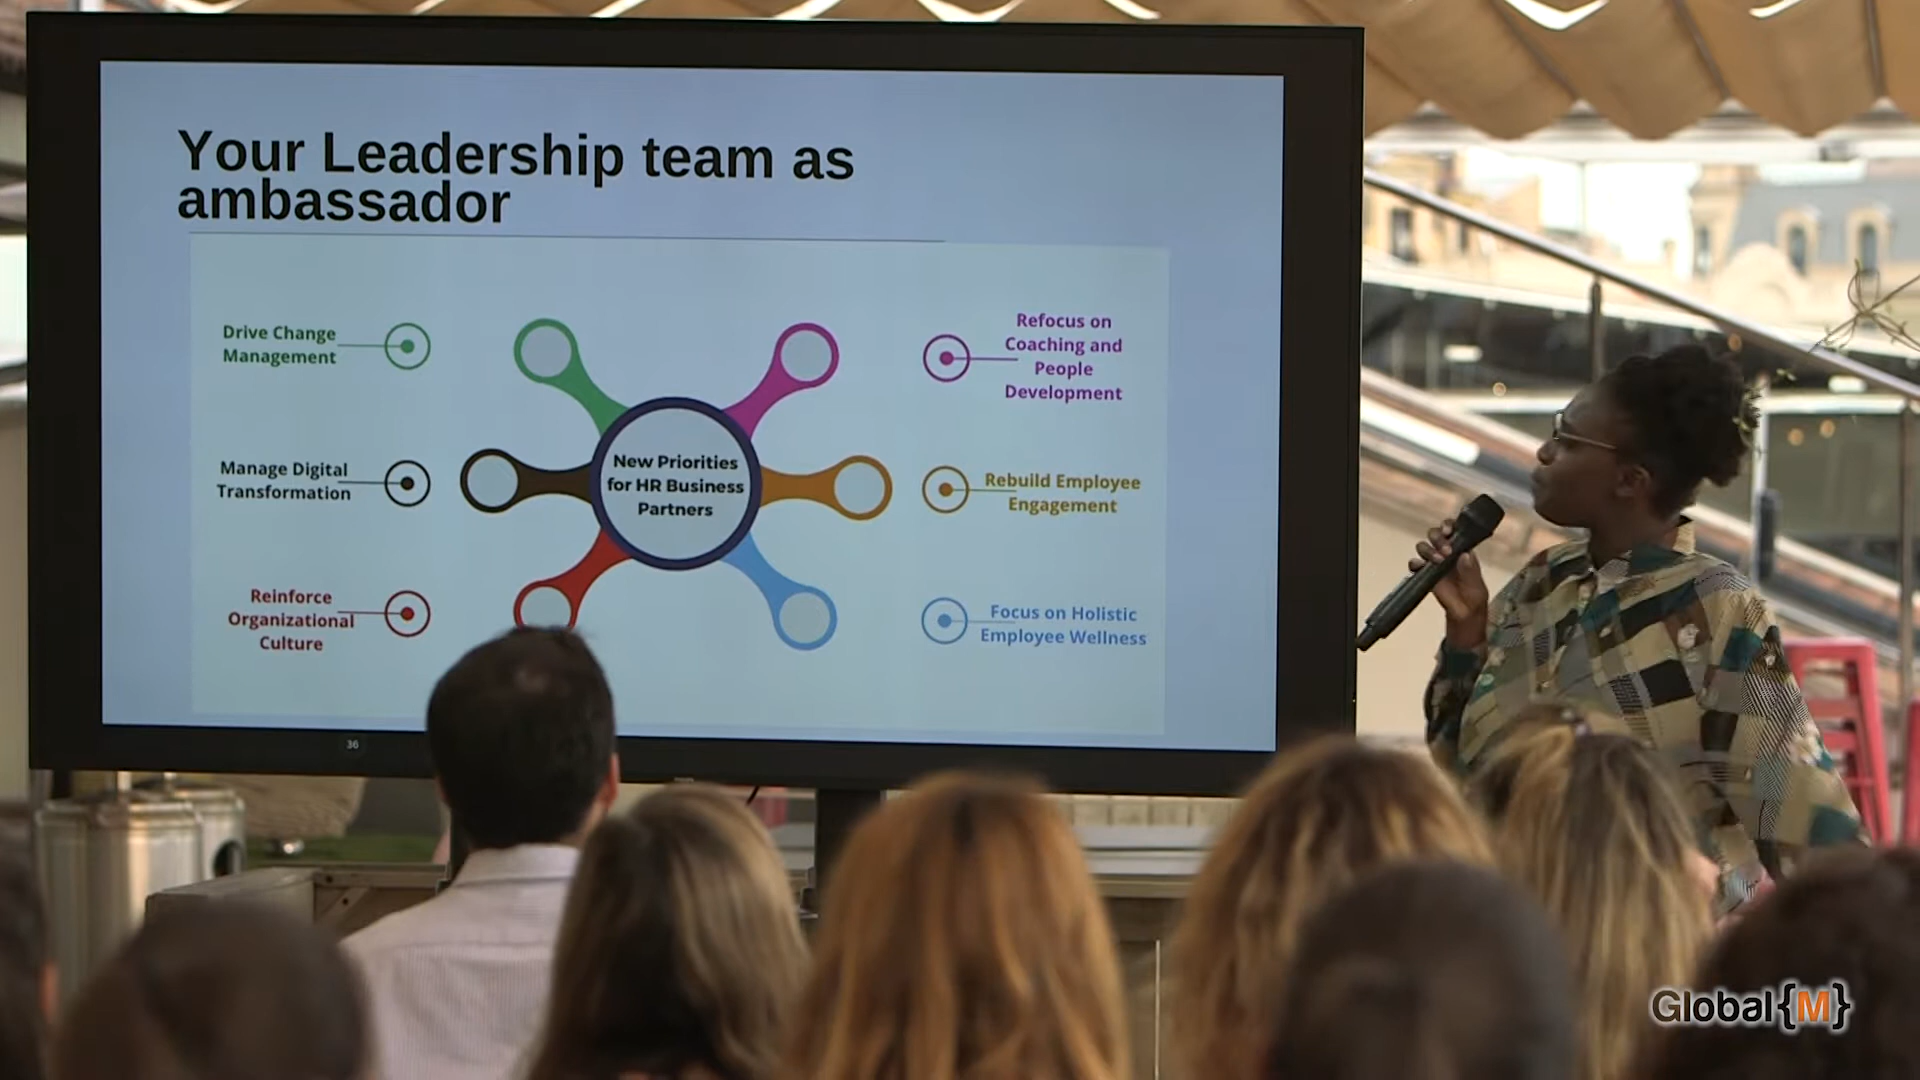 Your Leadership team as
ambassador
Drive Change
Management
Manage Digital
Transformation
Reinforce
Organizational
Culture
New Priorities
for HR Business
Partners
Refocus on
Coaching and
People
Development
Rebuild Employee
Engagement
Focus on Holistic
Employee Wellness
36
Global{M}